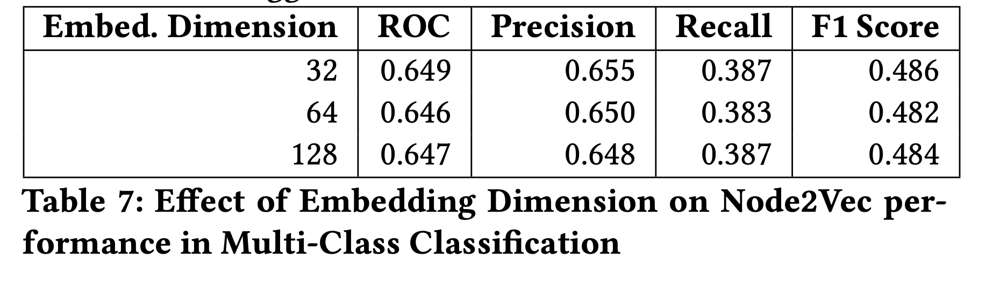 Embed. Dimension ROC Precision Recall F1 Score
32 0.649 0.655 0.387 0.486
64 0.646 0.650 0.383 0.482
128 0.647 0.648 0.387 0.484
Table 7: Effect of Embedding Dimension on Node2Vec per-
formance in Multi-Class Classification